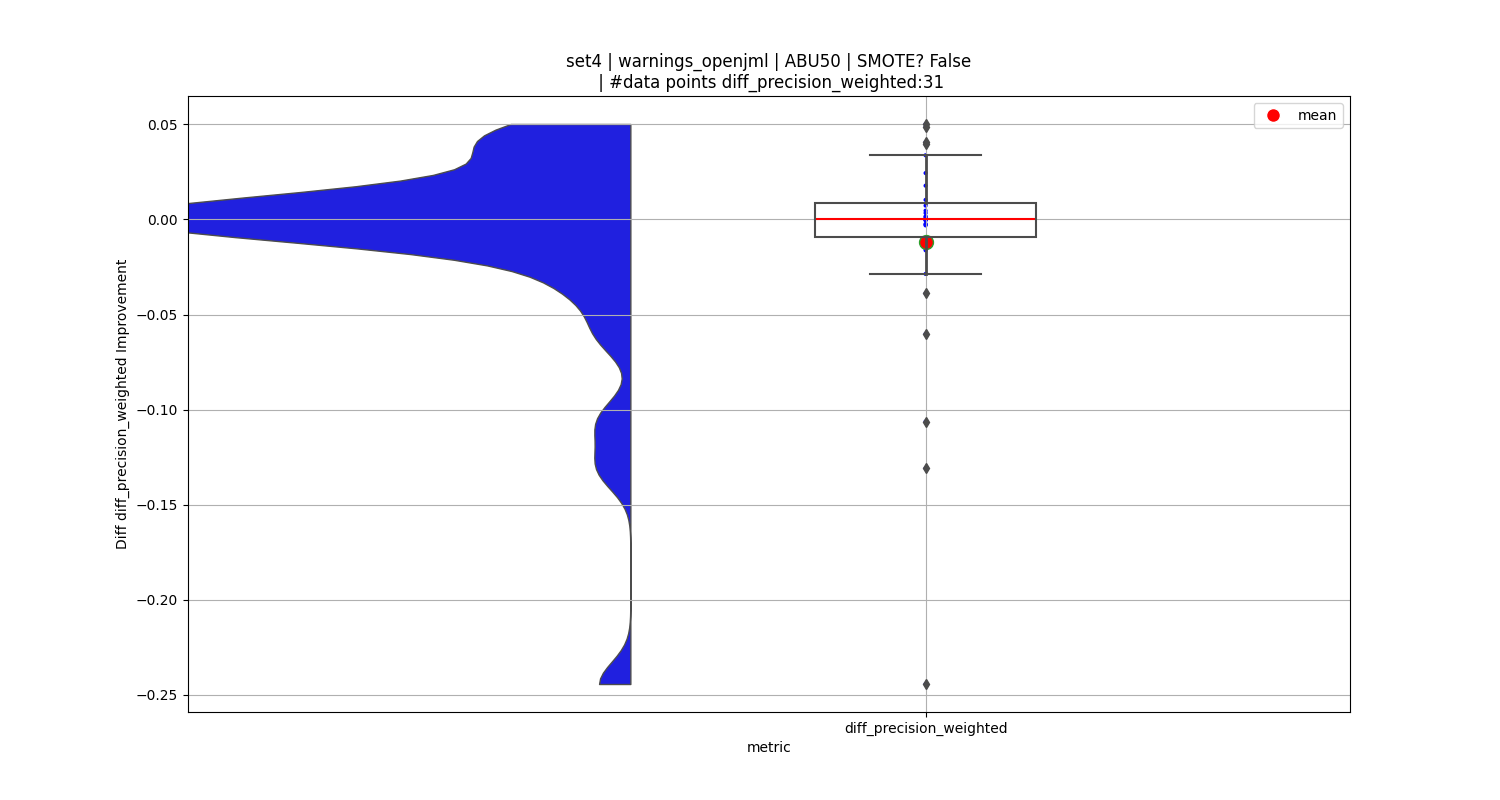 set4 | warnings_openjml | ABU50 | SMOTE? False
| #data points diff_precision_weighted:31
mean
0.05
0.00
−0.05
−0.10
−0.15
−0.20
−0.25
Diff diff_precision_weighted Improvement
diff_precision_weighted
metric